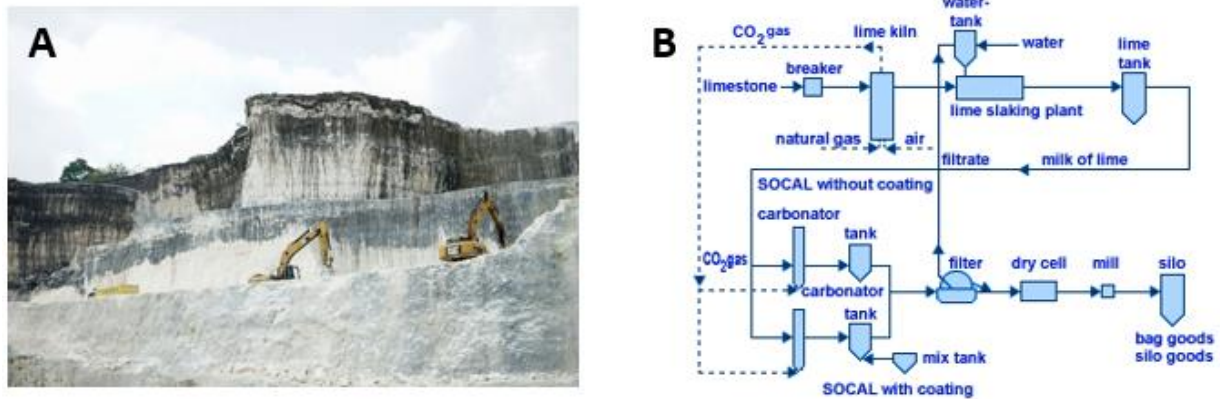 A
B
water-
tank
CO2 gas
lime kiln
water
lime
tank
breaker
limestone
lime slaking plant
natural gas
air
filtrate
milk of lime
SOCAL without coating
carbonator
tank
CO2gas
filter
dry cell
mill
silo
carbonator
tank
bag goods
silo goods
mix tank
SOCAL with coating